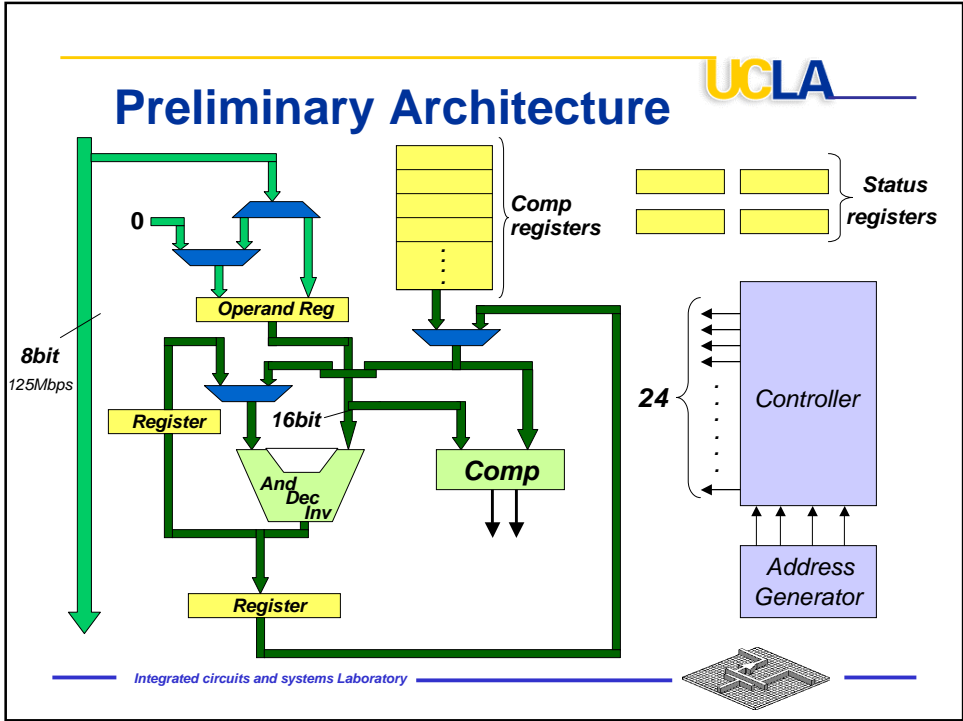 UCLA
Preliminary Architecture
Comp
registers
Status
registers
0
Operand Reg
8bit
125Mbps
24
Controller
Register
16bit
And
Dec
Inv
Comp
Address
Generator
Register
Integrated circuits and systems Laboratory